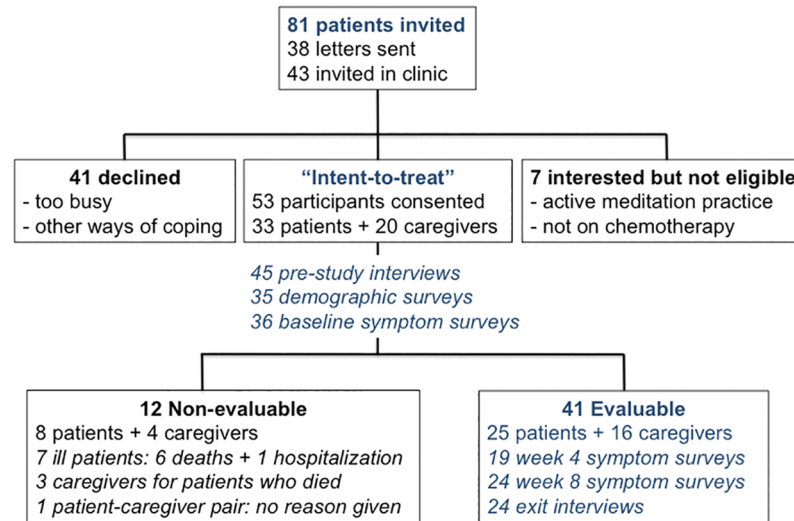 81 patients invited
38 letters sent
43 invited in clinic
41 declined
- too busy
- other ways of coping
“Intent-to-treat”
53 participants consented
33 patients + 20 caregivers
7 interested but not eligible
- active meditation practice
- not on chemotherapy
45 pre-study interviews
35 demographic surveys
36 baseline symptom surveys
12 Non-evaluable
8 patients + 4 caregivers
7 ill patients: 6 deaths + 1 hospitalization
3 caregivers for patients who died
1 patient-caregiver pair: no reason given
41 Evaluable
25 patients + 16 caregivers
19 week 4 symptom surveys
24 week 8 symptom surveys
24 exit interviews